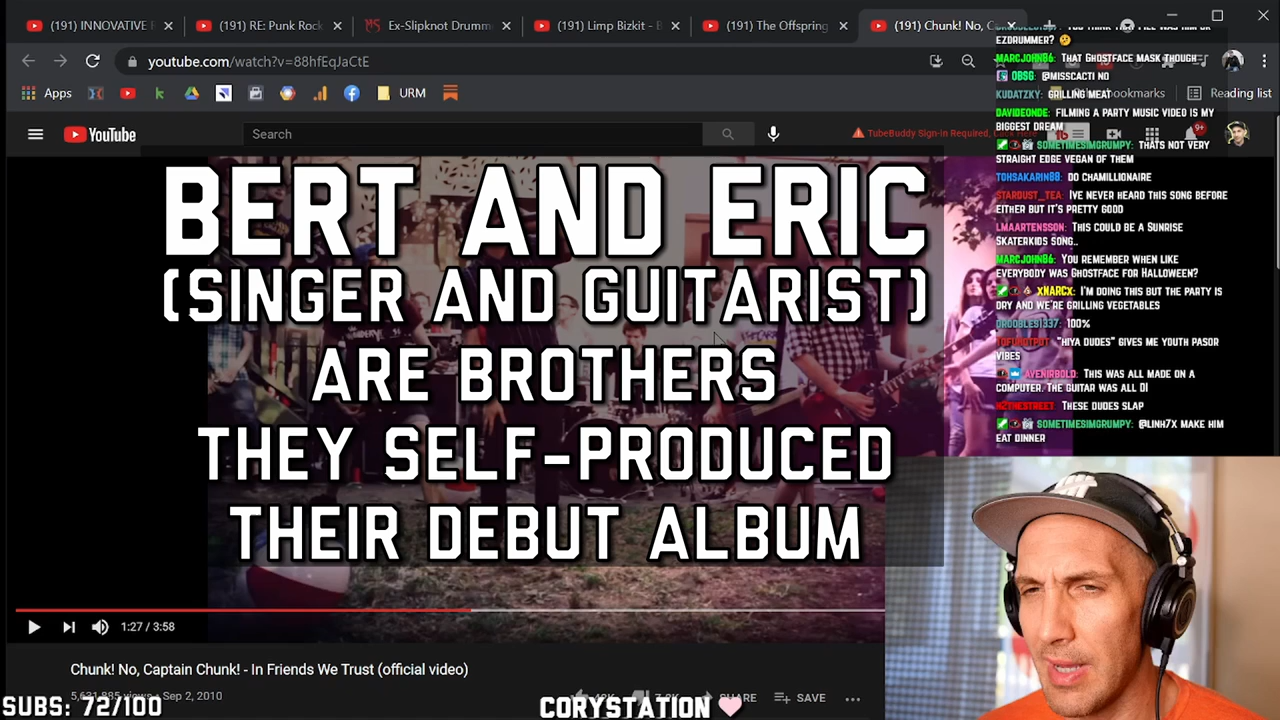 (191) INNOVATIVE
(191) RE: Punk Rock
Ex-Slipknot Drumm
(191) Limp Bizkit - B
(191) The Offspring
(191) Chunk! No, C
EZDRUMMER? 🤔
youtube.com/watch?v=
MARCJOHN86: THAT GHOSTFACE MASK THOUGH
OBSG: @MISSCACTI NO
KUDATZKY: GRILLING MEAT
Apps
URM
Reading list
DAVIDEONDE: FILMING A PARTY MUSIC VIDEO IS MY
BIGGEST DREAM
YouTube
Search
TubeBuddy Sign-in Required, Click Here
9+
SOMETIMESIMGRUMPY: THATS NOT VERY
STRAIGHT EDGE VEGAN OF THEM
TOHSAKARIN88: DO CHAMILLIONAIRE
STARDUST_TEA: IVE NEVER HEARD THIS SONG BEFORE
EITHER BUT IT'S PRETTY GOOD
LMAARTENSSON: THIS COULD BE A SUNRISE
SKATERKIDS SONG..
MARCJOHN86: YOU REMEMBER WHEN LIKE
EVERYBODY WAS GHOSTFACE FOR HALLOWEEN?
XNARCX: I'M DOING THIS BUT THE PARTY IS
DRY AND WE'RE GRILLING VEGETABLES
DROOBLES1337: 100%
"HIYA DUDES" GIVES ME YOUTH PASOR
VIBES
AVENIRBOLD: THIS WAS ALL MADE ON A
COMPUTER. THE GUITAR WAS ALL DI
THESE DUDES SLAP
SOMETIMESIMGRUMPY: @LINH7X MAKE HIM
EAT DINNER
BERT AND ERIC
(SINGER AND GUITARIST)
ARE BROTHERS
THEY SELF-PRODUCED
THEIR DEBUT ALBUM
1:27 / 3:58
Chunk! No, Captain Chunk! - In Friends We Trust (official video)
views • Sep 2, 2010
SHARE
SAVE
SUBS: 72/100
CORYSTATION 🩷